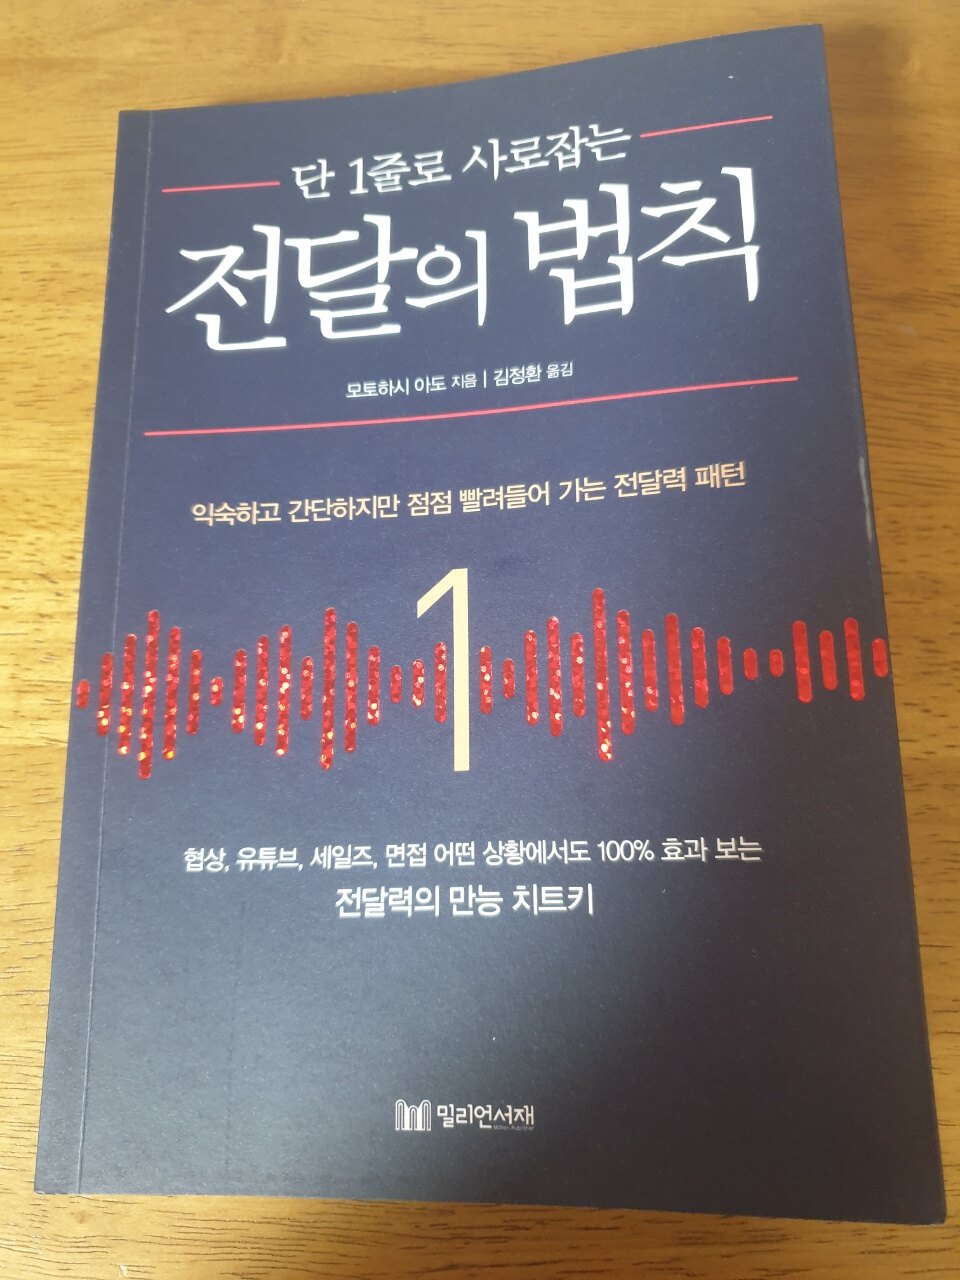 단 1줄로 사로잡는
전달의 법칙
모토하시 아도 지음 | 김정환 옮김
익숙하고 간단하지만 점점 빨려들어 가는 전달력 패턴
1
협상, 유튜브, 세일즈, 면접 어떤 상황에서도 100% 효과 보는
전달력의 만능 치트키
밀리언서재
Million Publisher